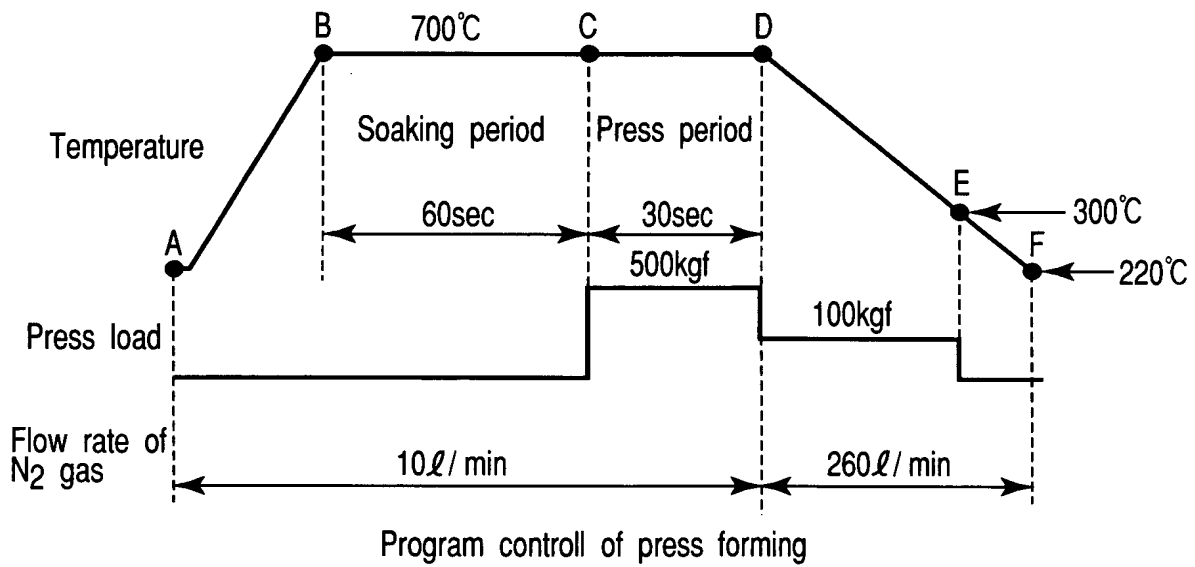 B
700℃
C
D
Temperature
Soaking period
Press period
60sec
30sec
E
300℃
A
F
220℃
500kgf
Press load
100kgf
Flow rate of
N2 gas
10ℓ/ min
260ℓ/ min
Program controll of press forming